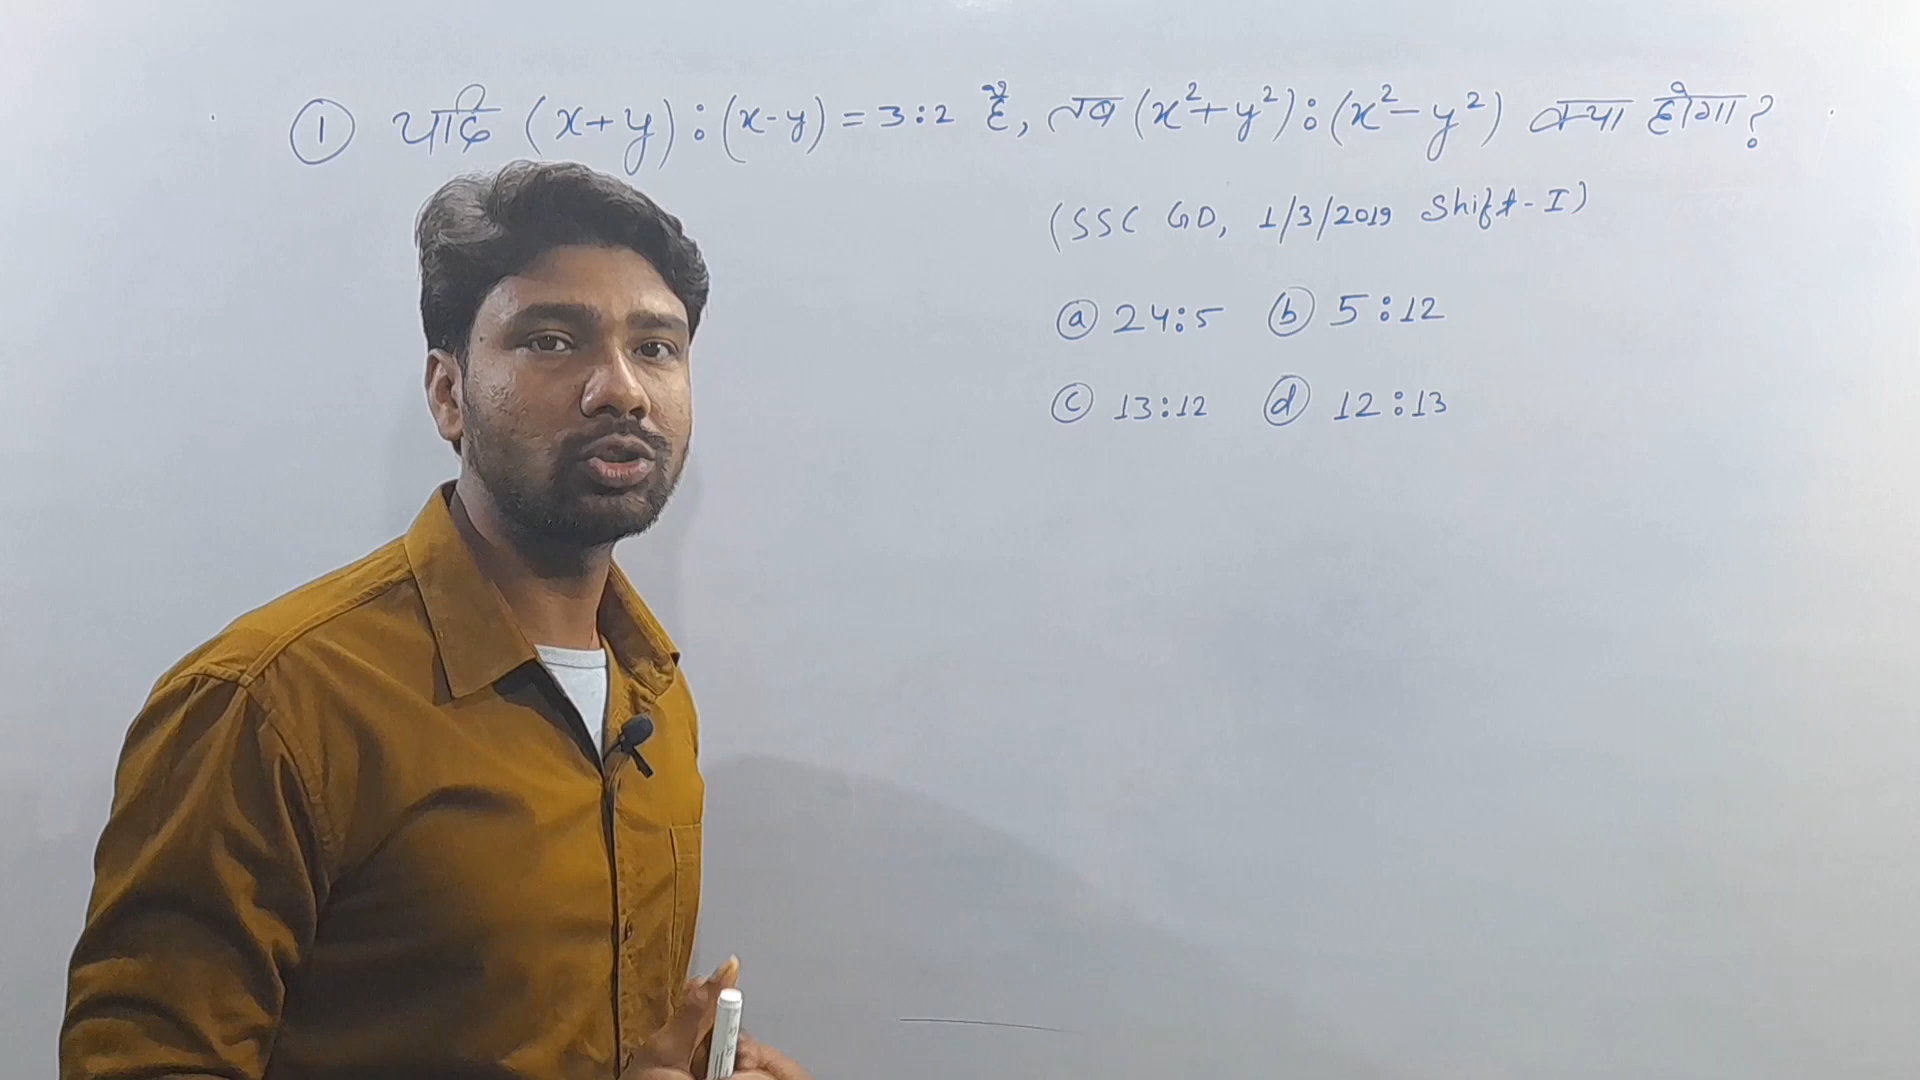 ① यदि (x+y):(x-y) = 3:2 है, तब (x²+y²):(x²-y²) क्या होगा?
(SSC GD, 1/3/2019 Shift-I)
ⓐ 24:5 ⓑ 5:12
ⓒ 13:12 ⓓ 12:13